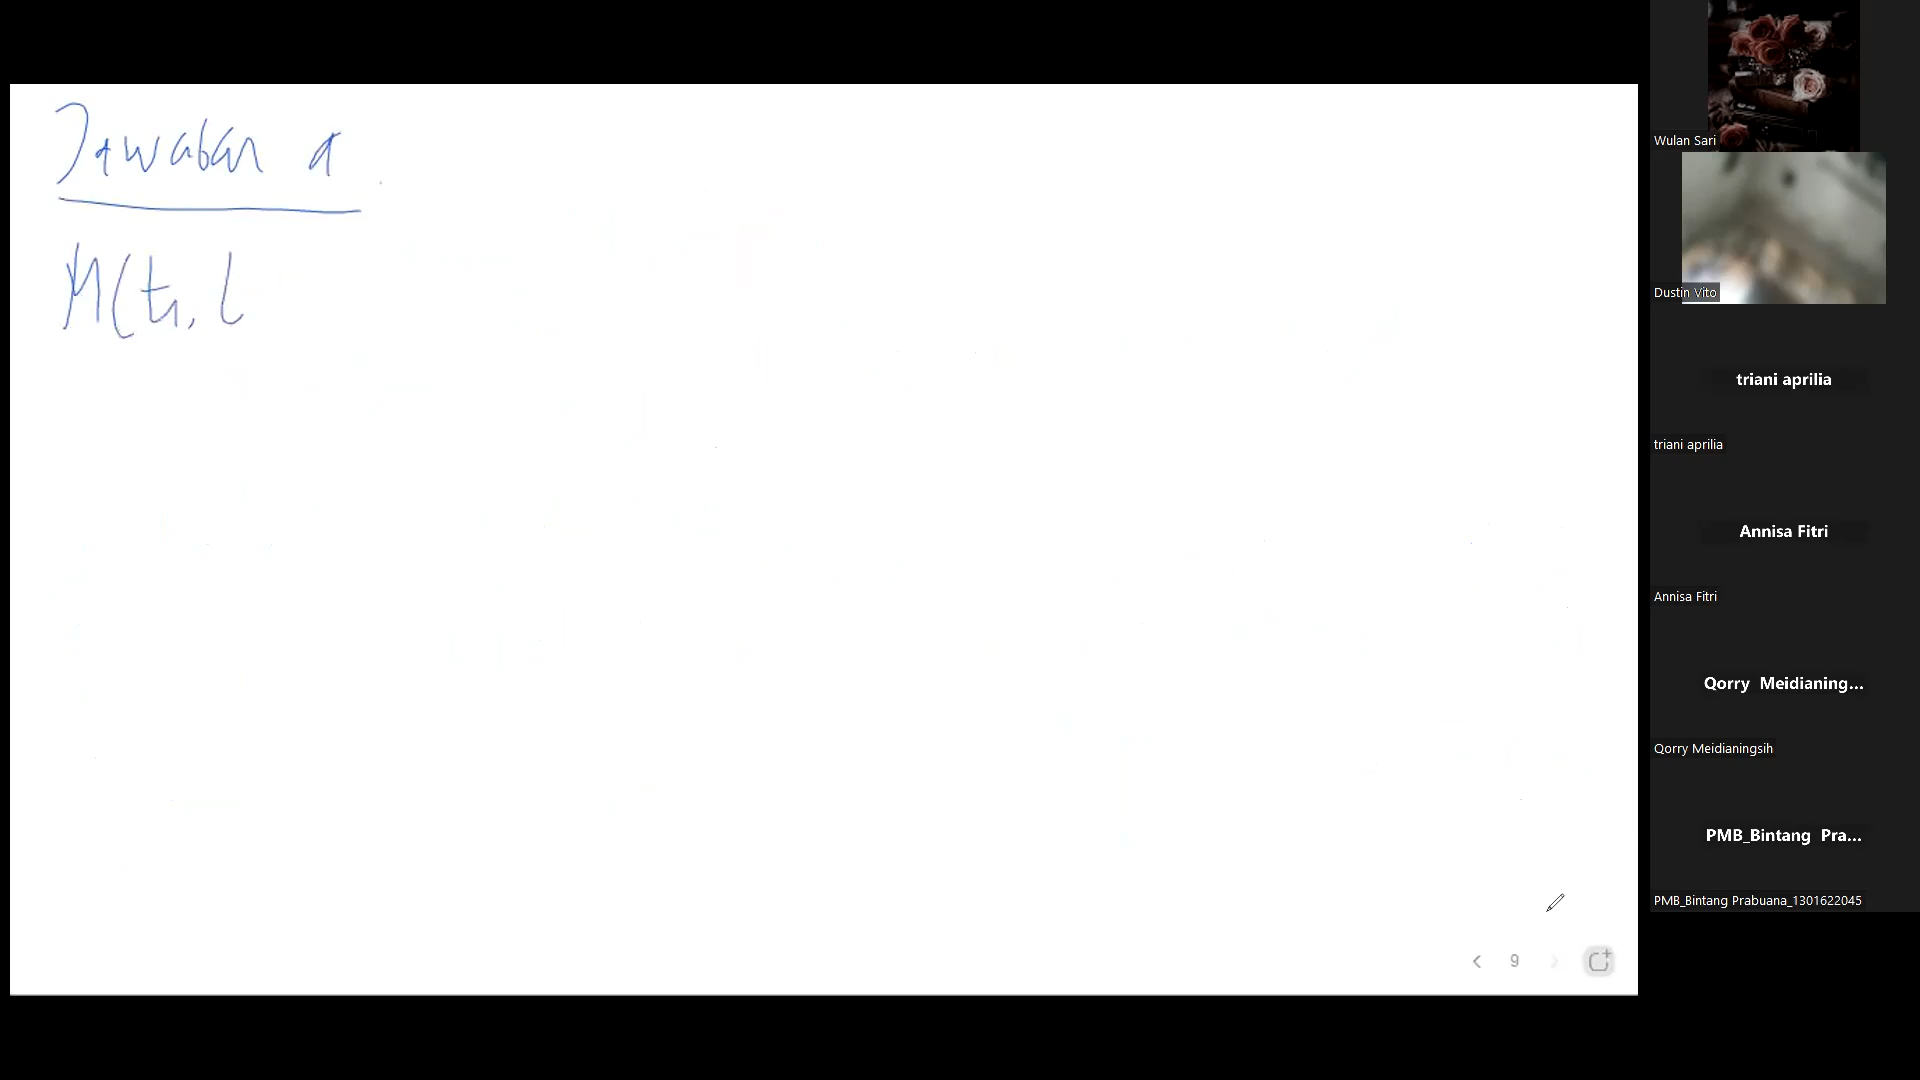 Jawaban a
M(t₁, t
Wulan Sari
Dustin Vito
triani aprilia
triani aprilia
Annisa Fitri
Annisa Fitri
Qorry Meidianing...
Qorry Meidianingsih
PMB_Bintang Pra...
PMB_Bintang Prabuana_1301622045
9